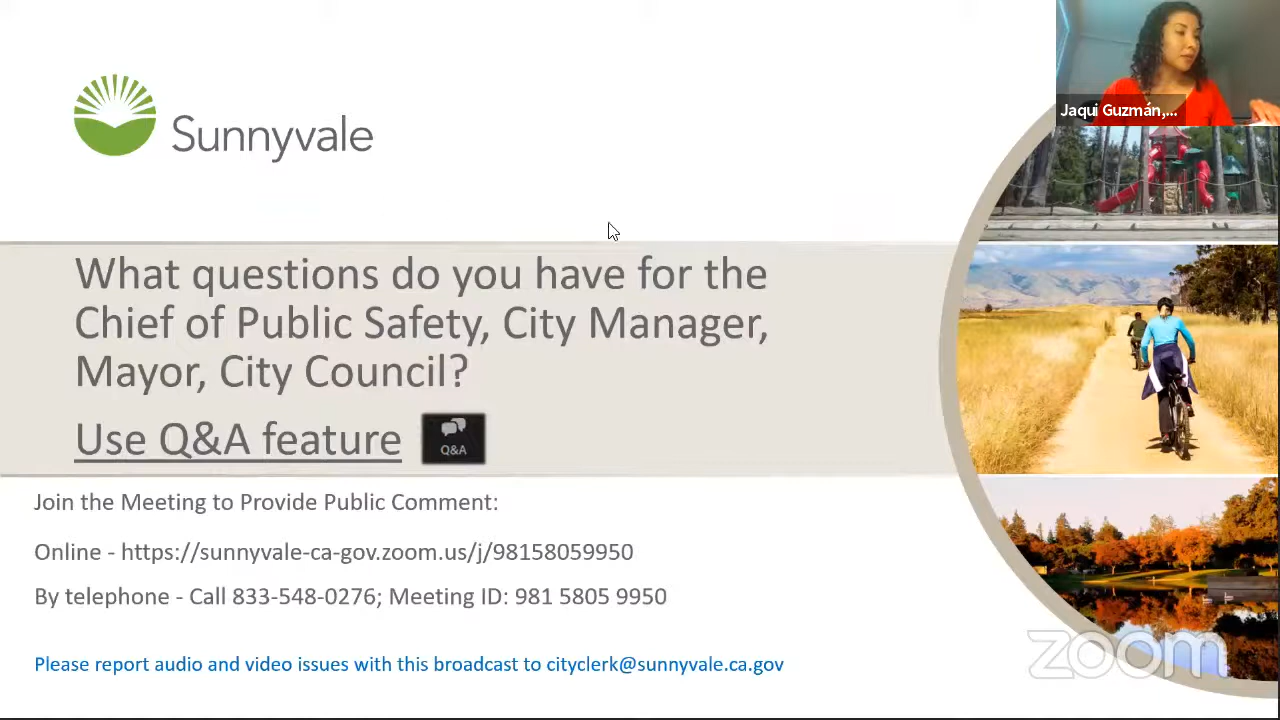 Jaqui Guzmán,...
Sunnyvale
What questions do you have for the
Chief of Public Safety, City Manager,
Mayor, City Council?
Use Q&A feature
Q&A
Join the Meeting to Provide Public Comment:
Online - https://sunnyvale-ca-gov.zoom.us/j/98158059950
By telephone - Call 833-548-0276; Meeting ID: 981 5805 9950
zoom
Please report audio and video issues with this broadcast to cityclerk@sunnyvale.ca.gov